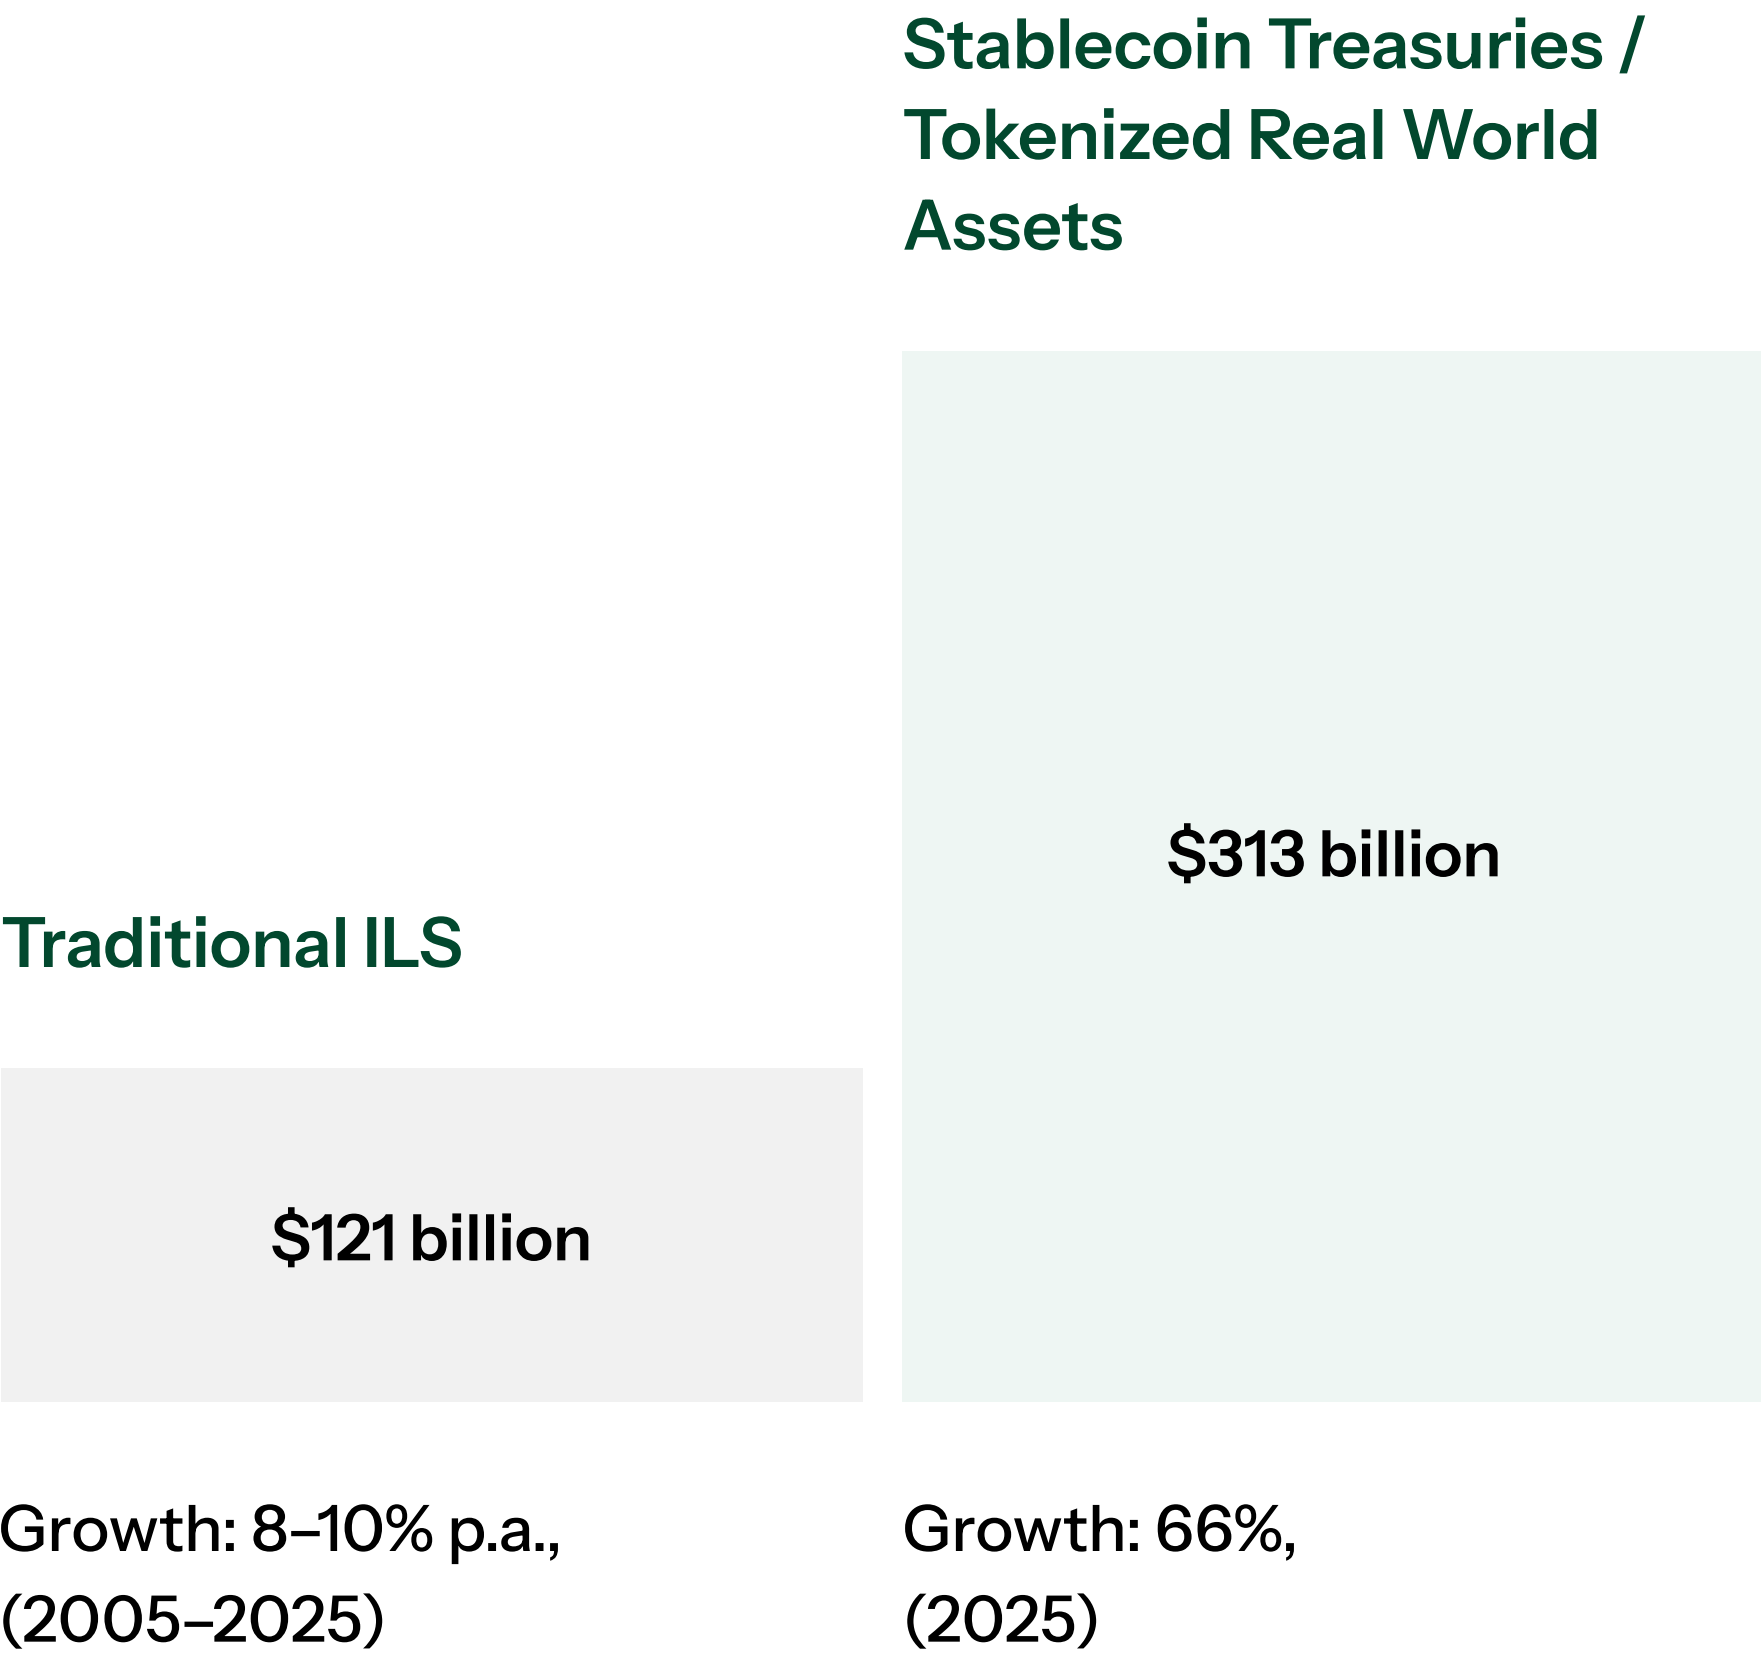 Stablecoin Treasuries /
Tokenized Real World
Assets
$313 billion
Growth: 66%,
(2025)
Traditional ILS
$121 billion
Growth: 8–10% p.a.,
(2005–2025)